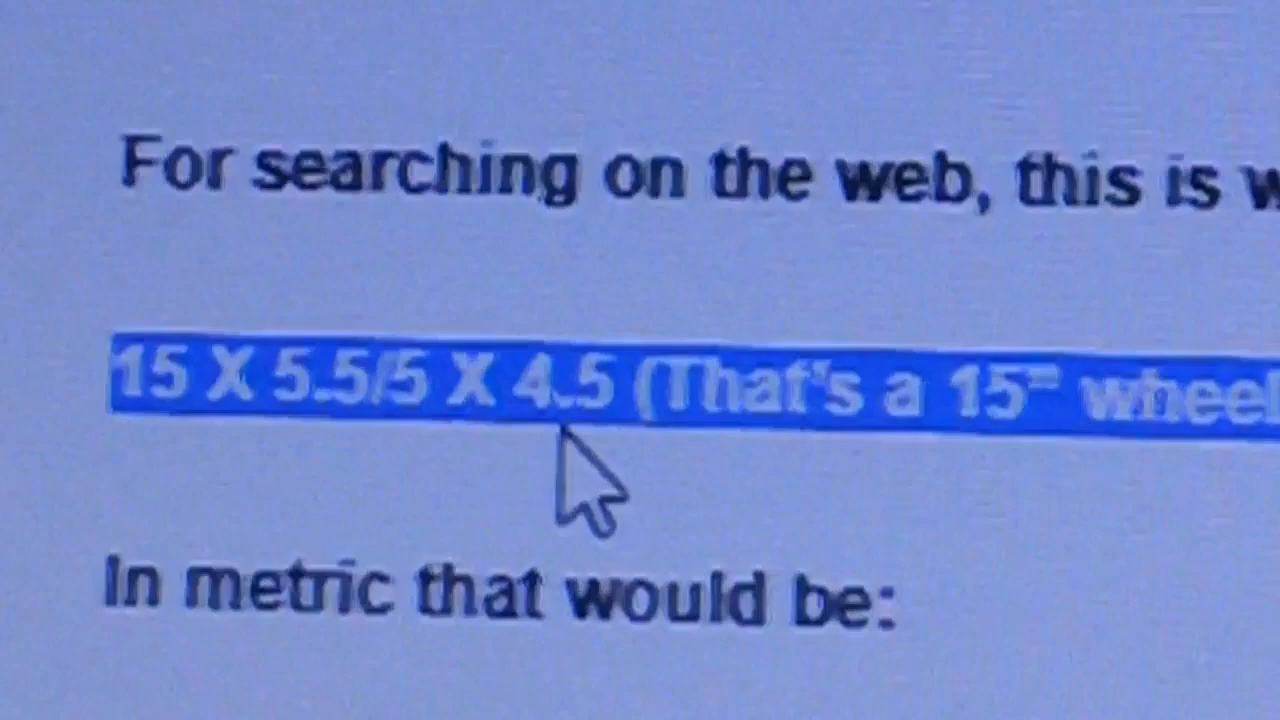 For searching on the web, this is
15 X 5.5/5 X 4.5 (That's a 15" wheel
In metric that would be: